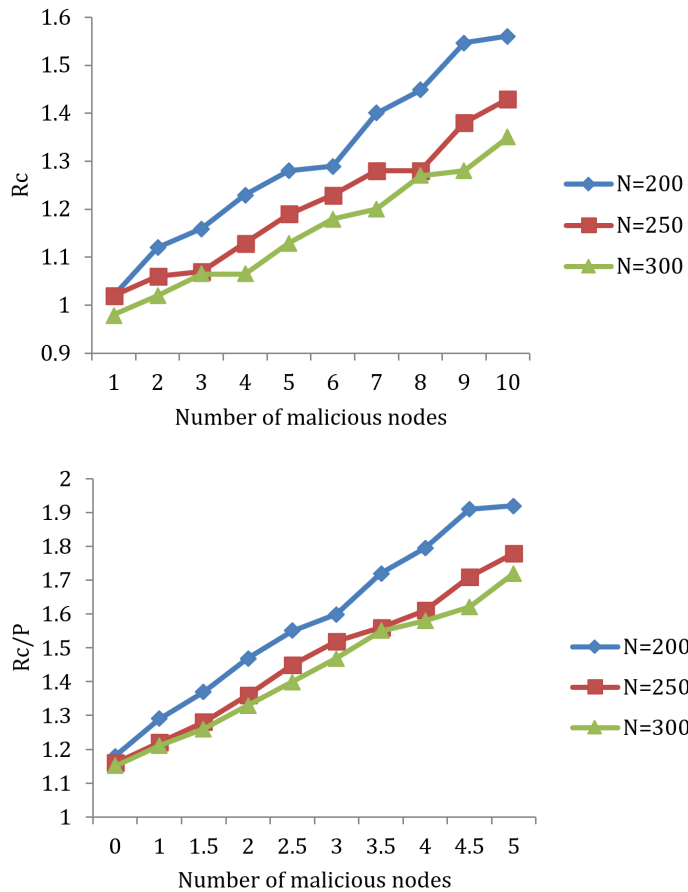 1.6
1.5
1.4
1.3
1.2
1.1
1
0.9
Rc
1 2 3 4 5 6 7 8 9 10
Number of malicious nodes
N=200
N=250
N=300
2
1.9
1.8
1.7
1.6
1.5
1.4
1.3
1.2
1.1
1
Rc/P
0 1 1.5 2 2.5 3 3.5 4 4.5 5
Number of malicious nodes
N=200
N=250
N=300